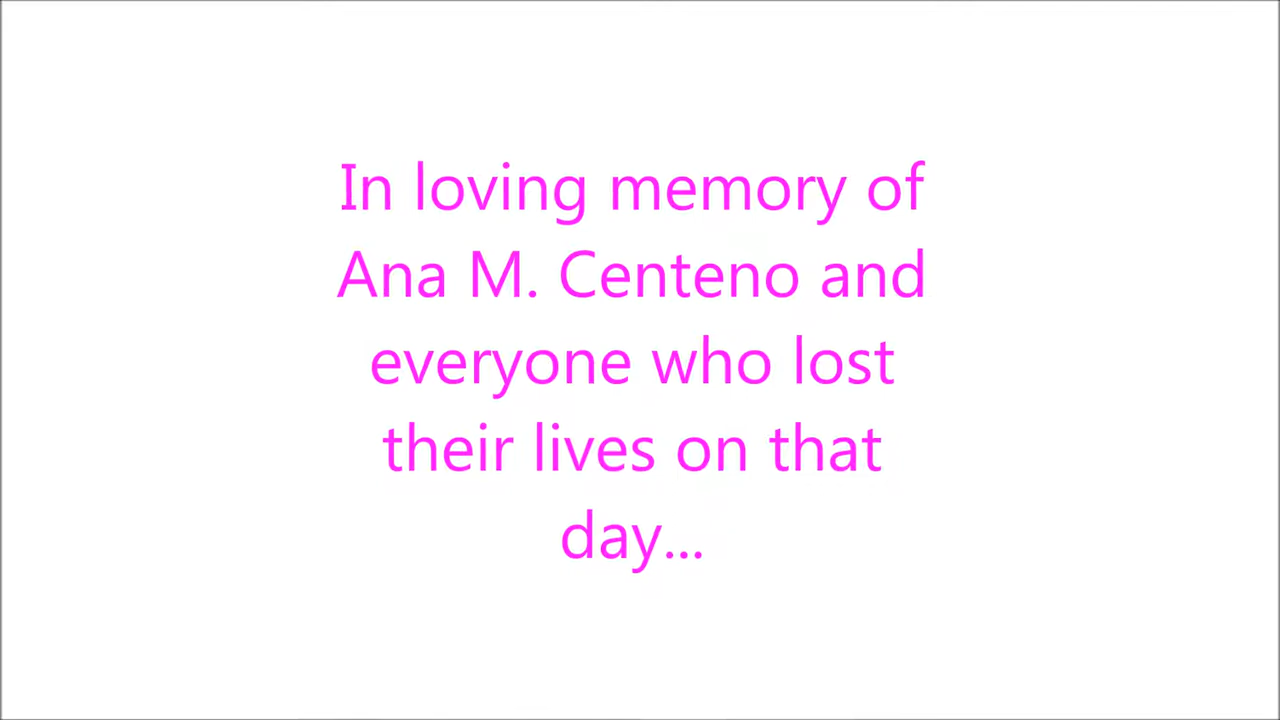 In loving memory of
Ana M. Centeno and
everyone who lost
their lives on that
day...